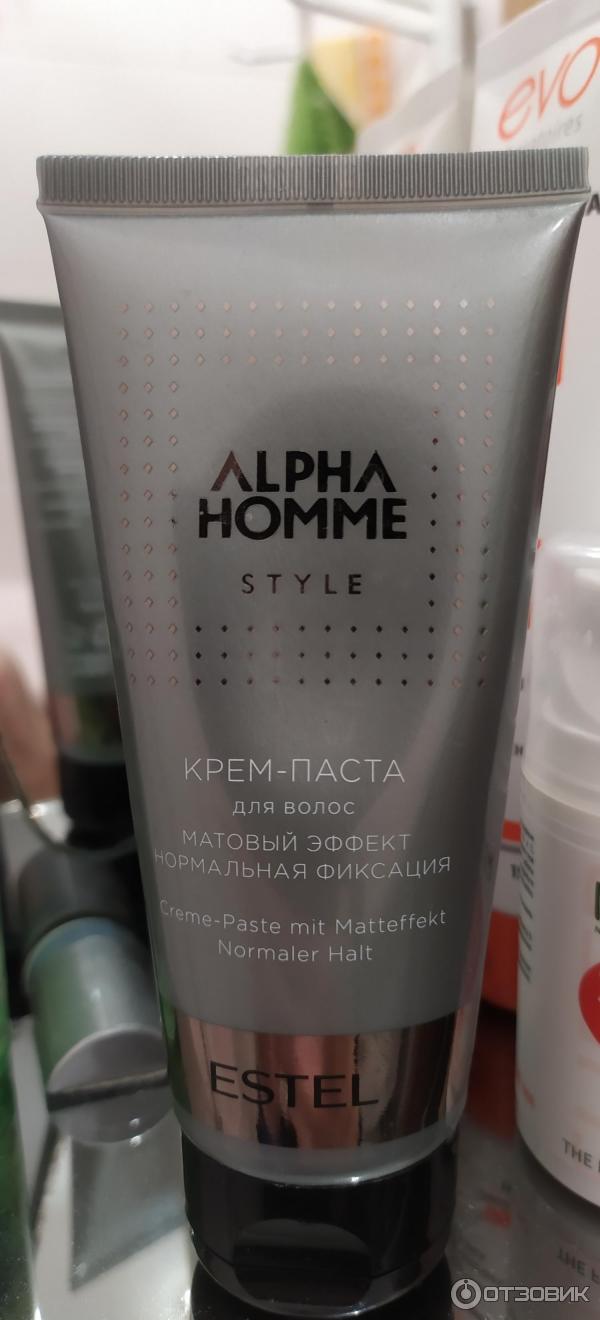 evo
ALPHA
HOMME
STYLE
КРЕМ-ПАСТА
для волос
МАТОВЫЙ ЭФФЕКТ
НОРМАЛЬНАЯ ФИКСАЦИЯ
Creme-Paste mit Matteffekt
Normaler Halt
ESTEL
THE
ОТЗОВИК